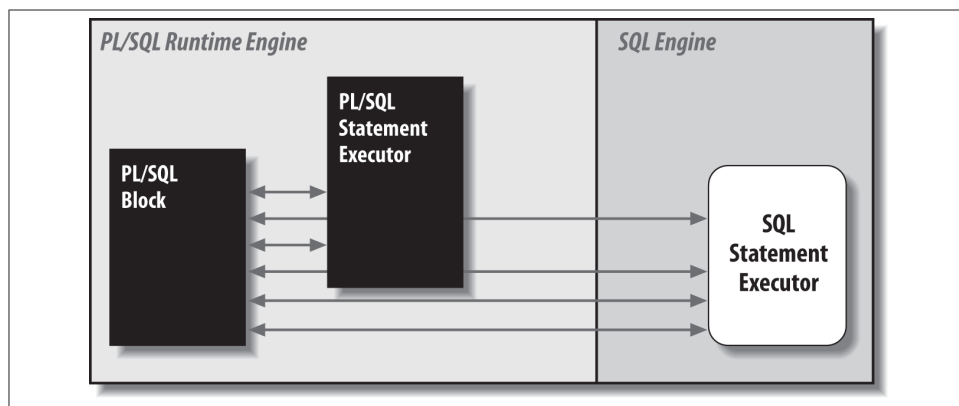 PL/SQL Runtime Engine
SQL Engine
PL/SQL
Statement
Executor
PL/SQL
Block
SQL
Statement
Executor